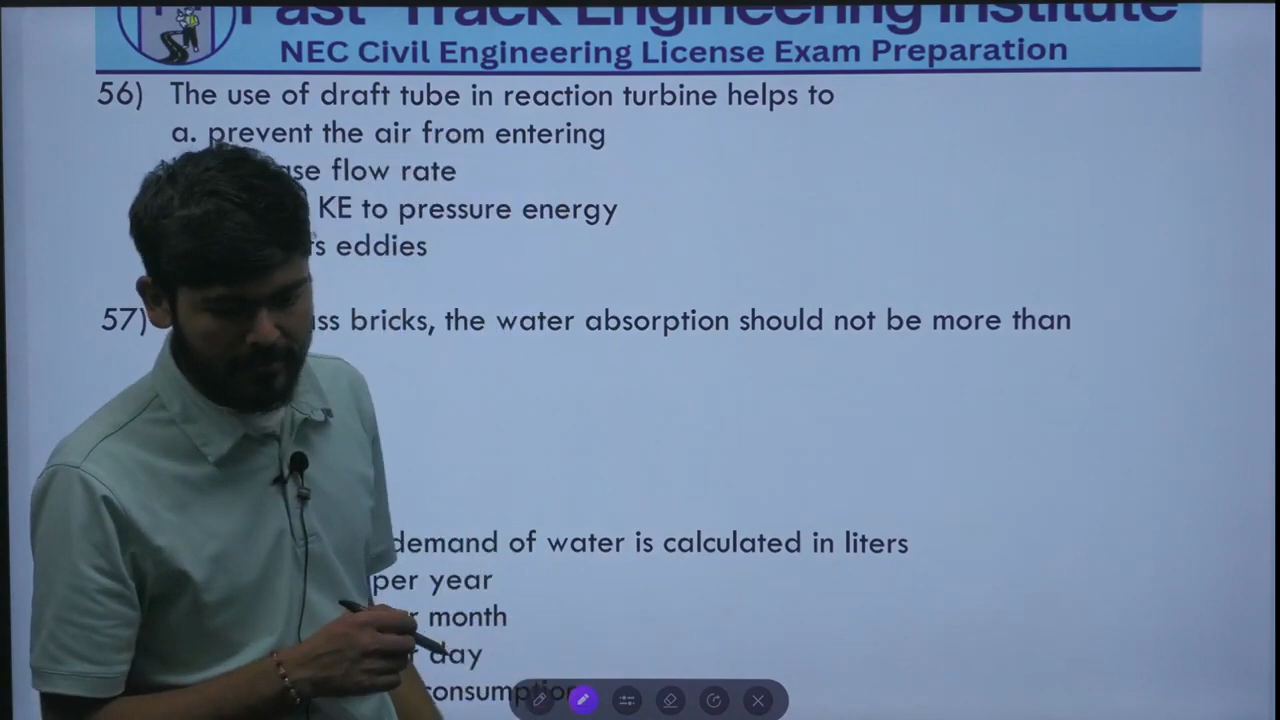 Fast Track Engineering Institute
NEC Civil Engineering License Exam Preparation
56) The use of draft tube in reaction turbine helps to
a. prevent the air from entering
flow rate
KE to pressure energy
eddies
57) bricks, the water absorption should not be more than
demand of water is calculated in liters
per year
month
day
consumption